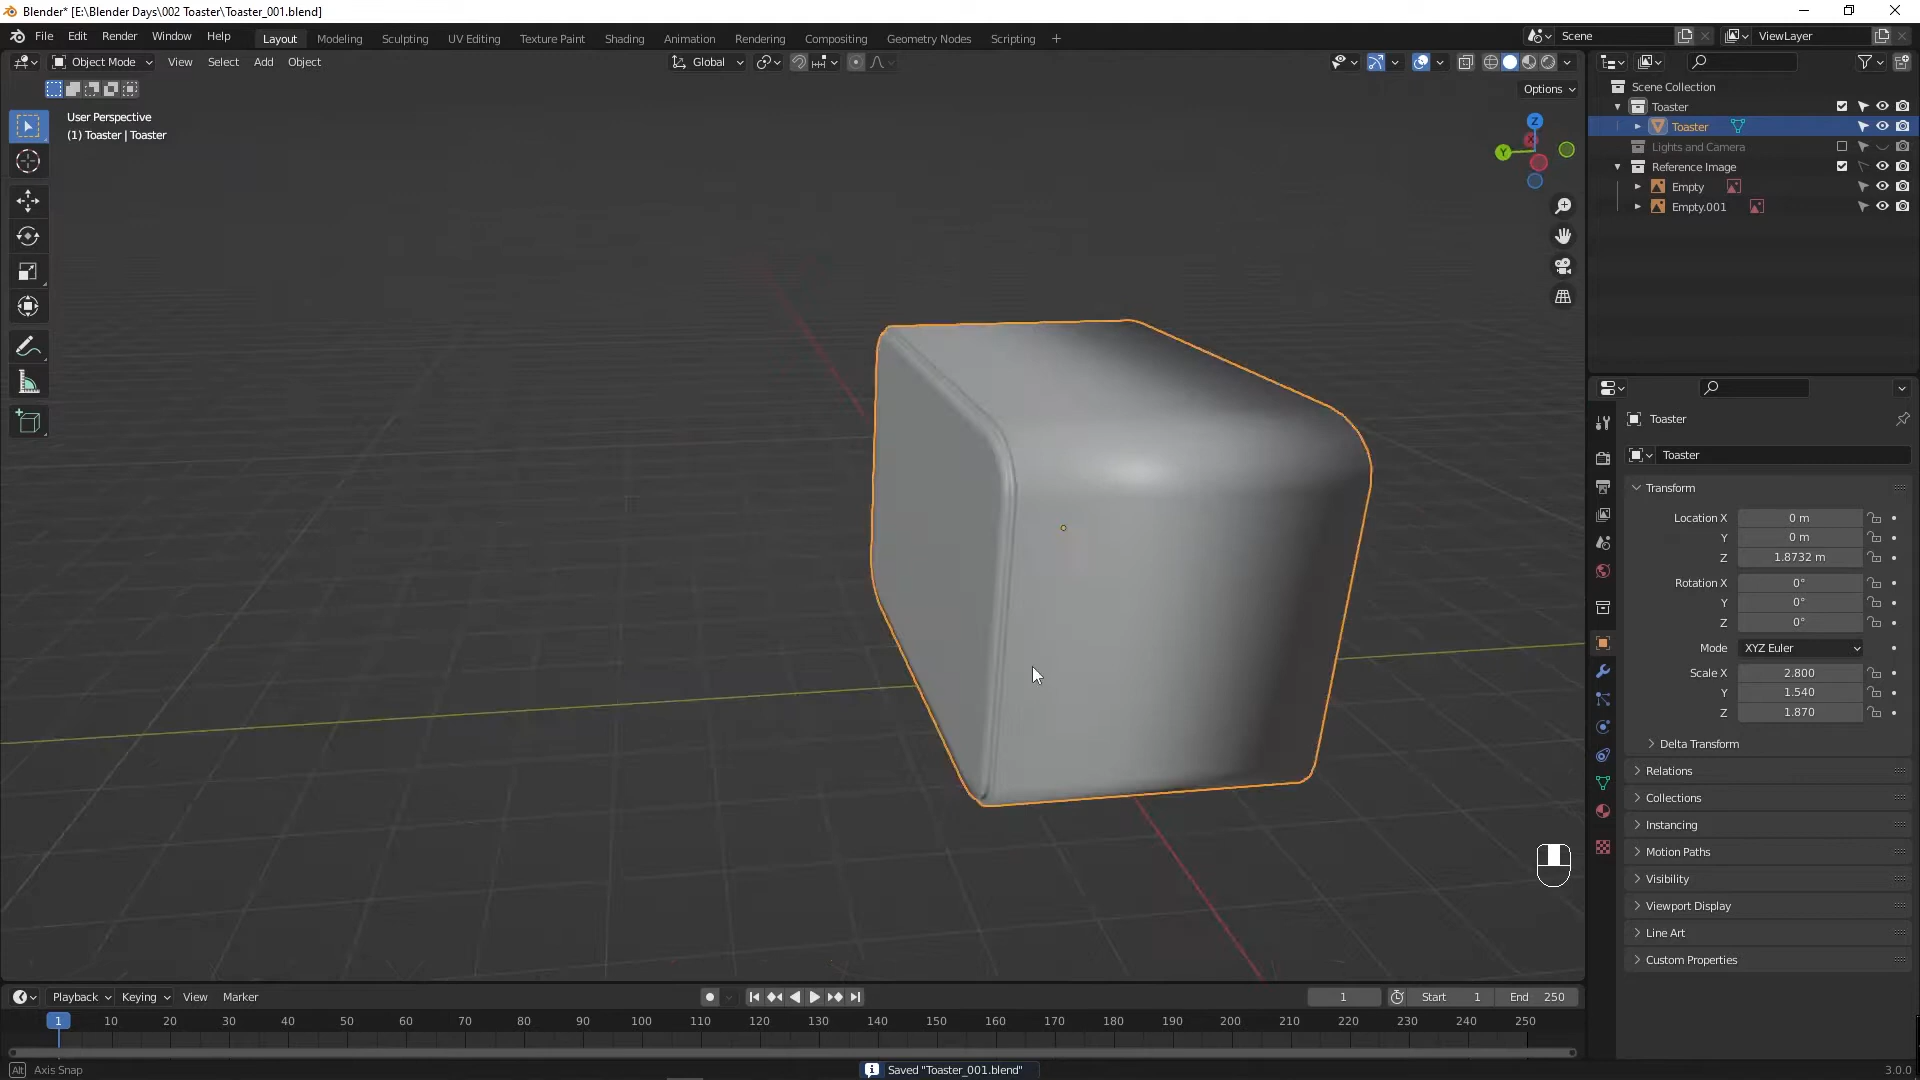 Blender* [E:\Blender Days\002 Toaster\Toaster_001.blend]
File Edit Render Window Help Layout Modeling Sculpting UV Editing Texture Paint Shading Animation Rendering Compositing Geometry Nodes Scripting + Scene ViewLayer
Object Mode View Select Add Object Global
Options
User Perspective
(1) Toaster | Toaster
Z
X
Y
Scene Collection
Toaster
Toaster
Lights and Camera
Reference Image
Empty
Empty.001
Toaster
Toaster
Transform
Location X 0 m
Y 0 m
Z 1.8732 m
Rotation X 0°
Y 0°
Z 0°
Mode XYZ Euler
Scale X 2.800
Y 1.540
Z 1.870
Delta Transform
Relations
Collections
Instancing
Motion Paths
Visibility
Viewport Display
Line Art
Custom Properties
Playback Keying View Marker 1 Start 1 End 250
1 10 20 30 40 50 60 70 80 90 100 110 120 130 140 150 160 170 180 190 200 210 220 230 240 250
Alt Axis Snap Saved "Toaster_001.blend" 3.0.0